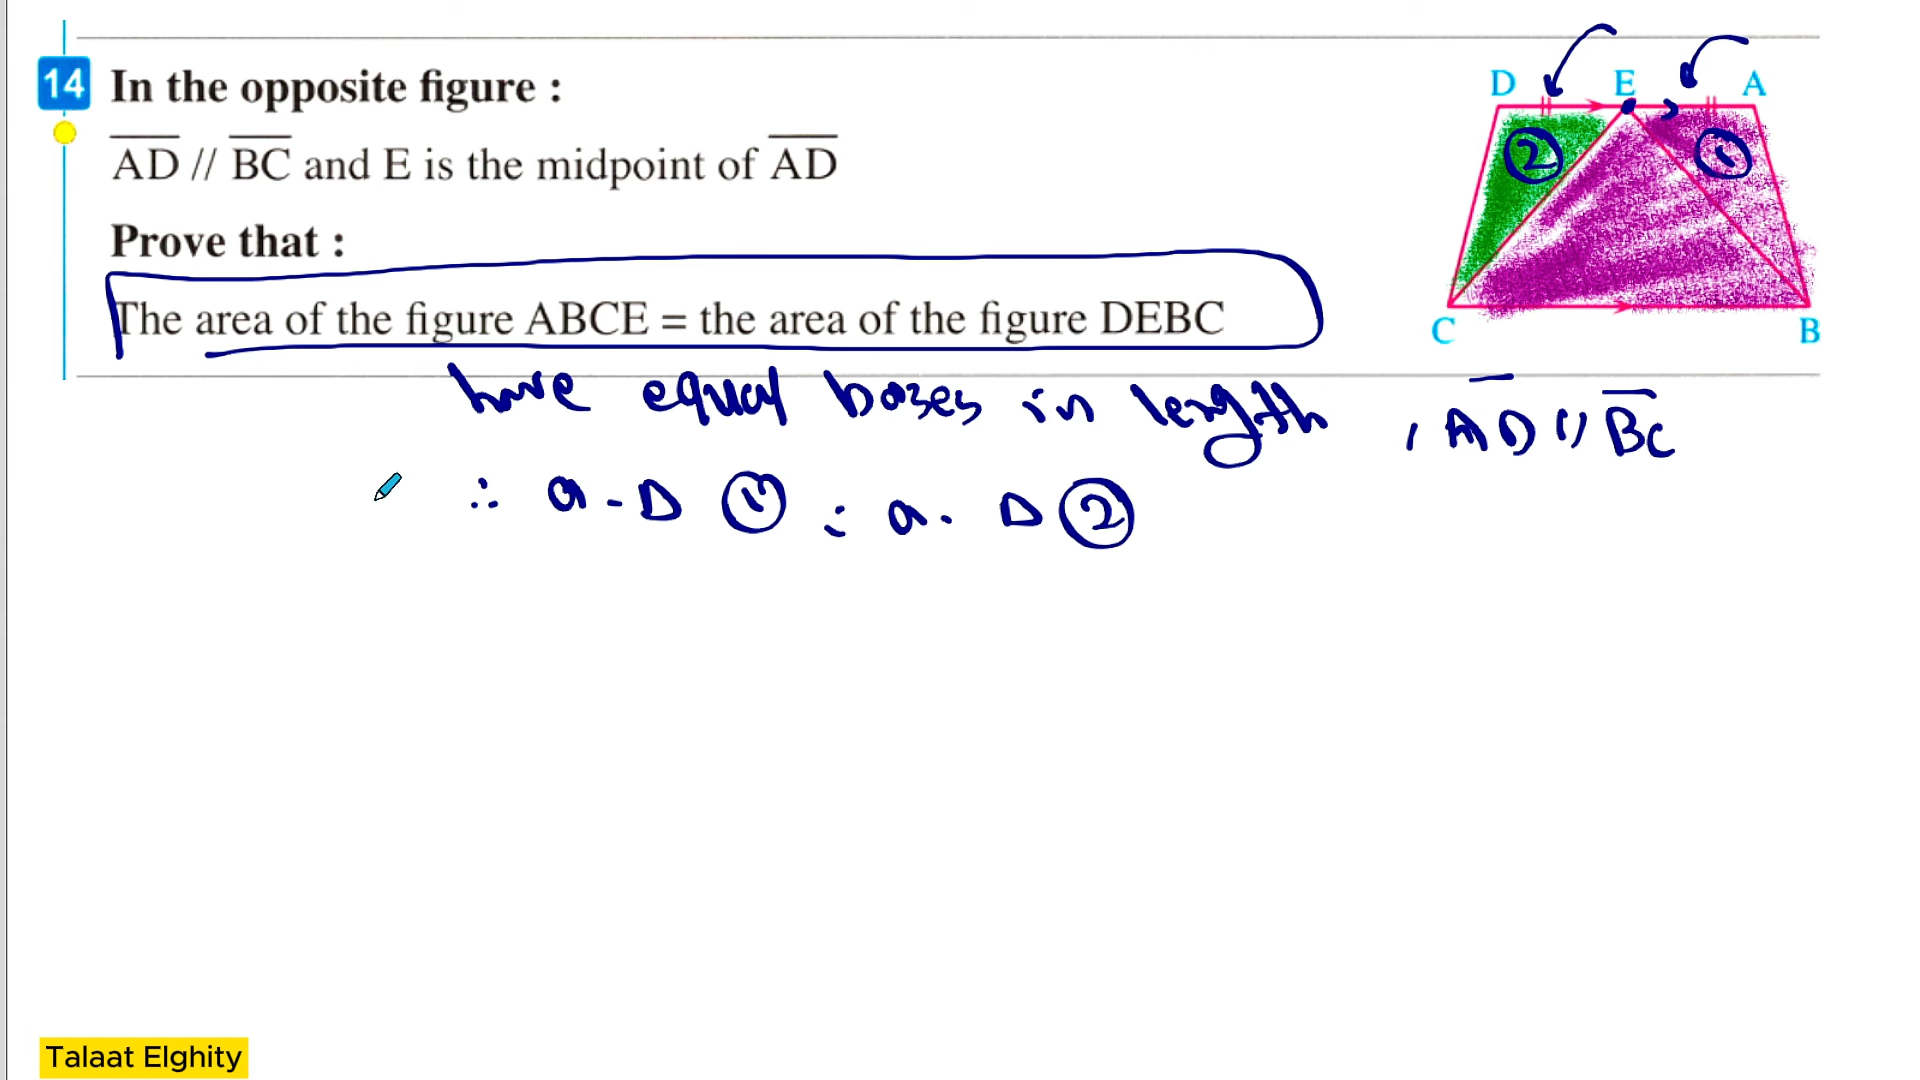 14 In the opposite figure :
AD // BC and E is the midpoint of AD
Prove that :
The area of the figure ABCE = the area of the figure DEBC
D E A
2 1
C B
have equal bases in length , AD // BC
∴ a. Δ 1 = a. Δ 2
Talaat Elghity